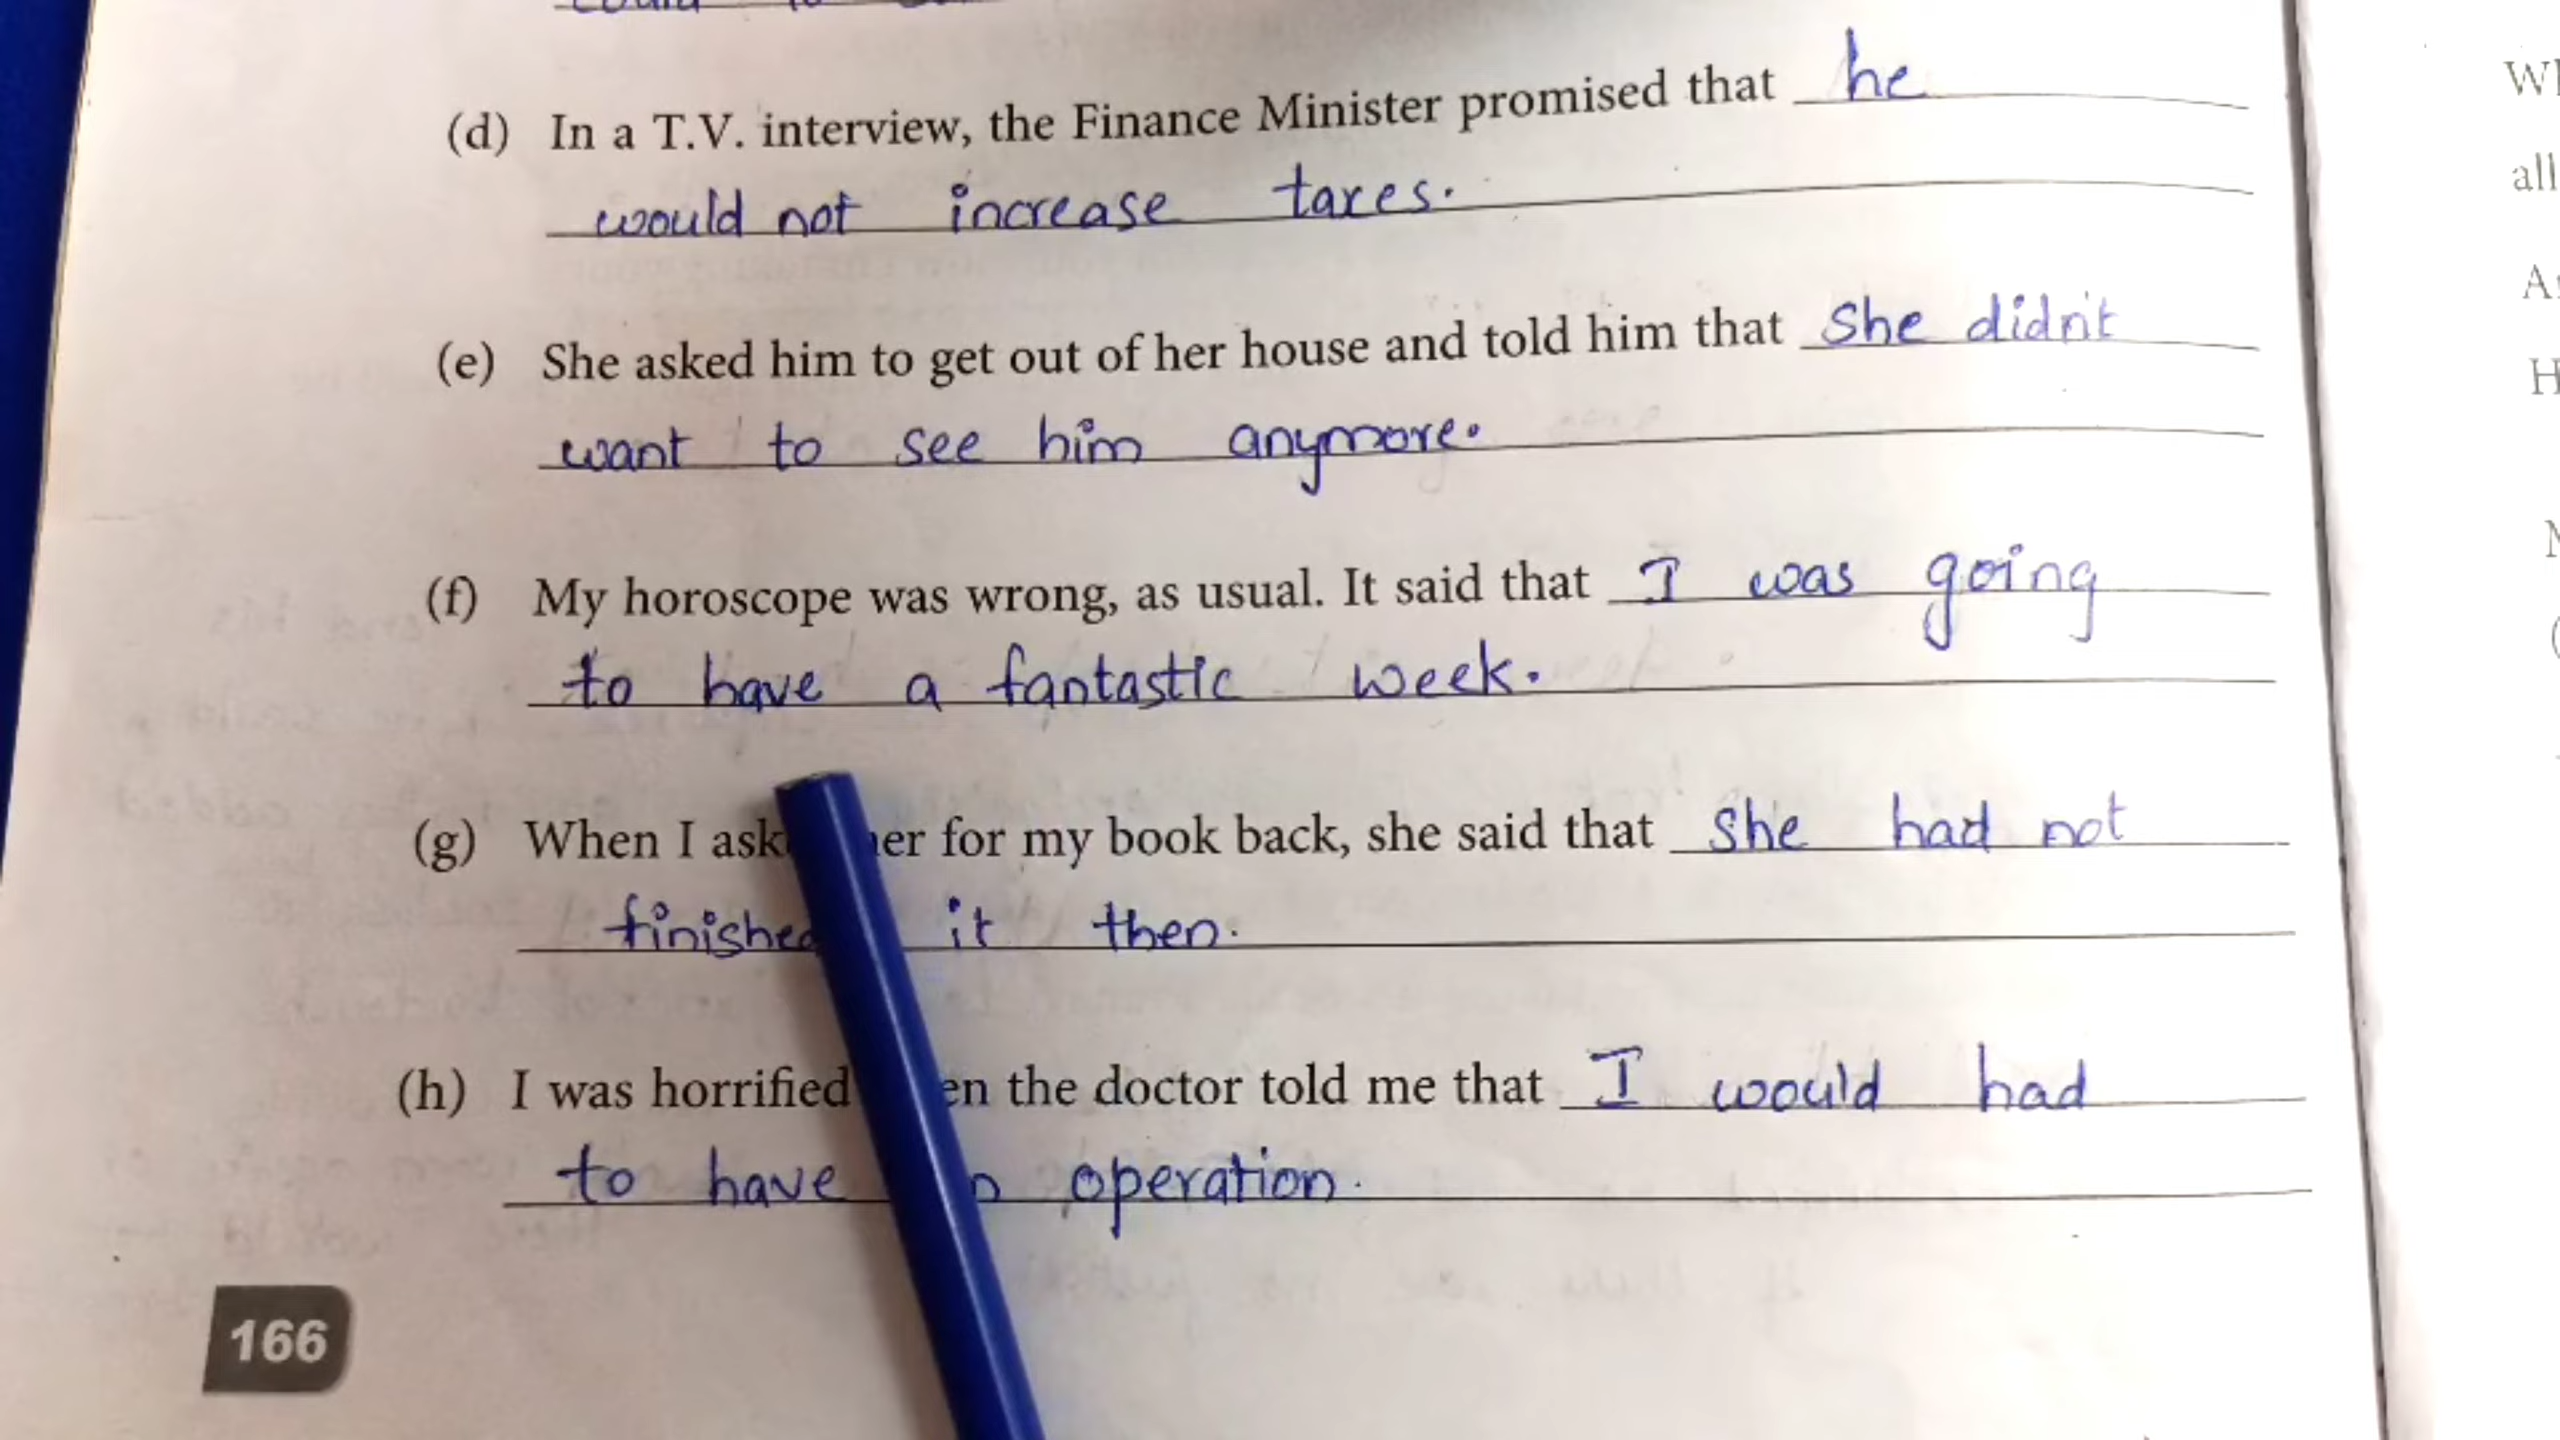 (d) In a T.V. interview, the Finance Minister promised that he
would not increase taxes.
(e) She asked him to get out of her house and told him that she didn't
want to see him anymore.
(f) My horoscope was wrong, as usual. It said that I was going
to have a fantastic week.
(g) When I ask er for my book back, she said that she had not
finished it then.
(h) I was horrified en the doctor told me that I would had
to have n operation.
166
Wh
all
H